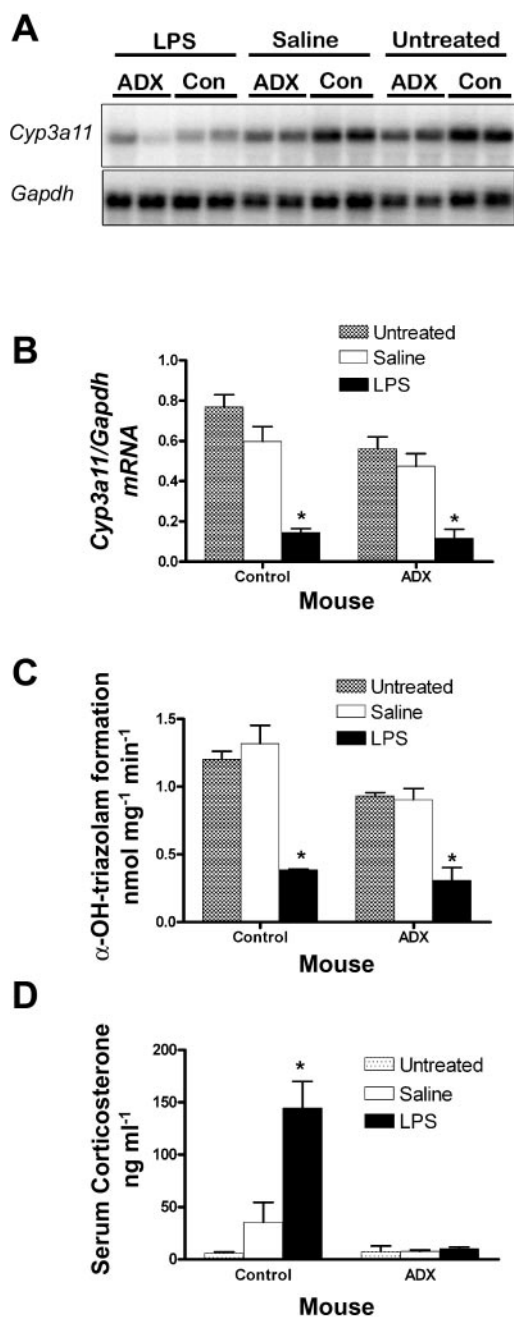 A
LPS Saline Untreated
ADX Con ADX Con ADX Con
Cyp3a11
Gapdh
B
Untreated
Saline
LPS
Cyp3a11/Gapdh
mRNA
1.0
0.8
0.6
0.4
0.2
0.0
*
*
Control ADX
Mouse
C
Untreated
Saline
LPS
α-OH-triazolam formation
nmol mg⁻¹ min⁻¹
1.5
1.0
0.5
0.0
*
*
Control ADX
Mouse
D
Untreated
Saline
LPS
Serum Corticosterone
ng ml⁻¹
200
150
100
50
0
*
Control ADX
Mouse